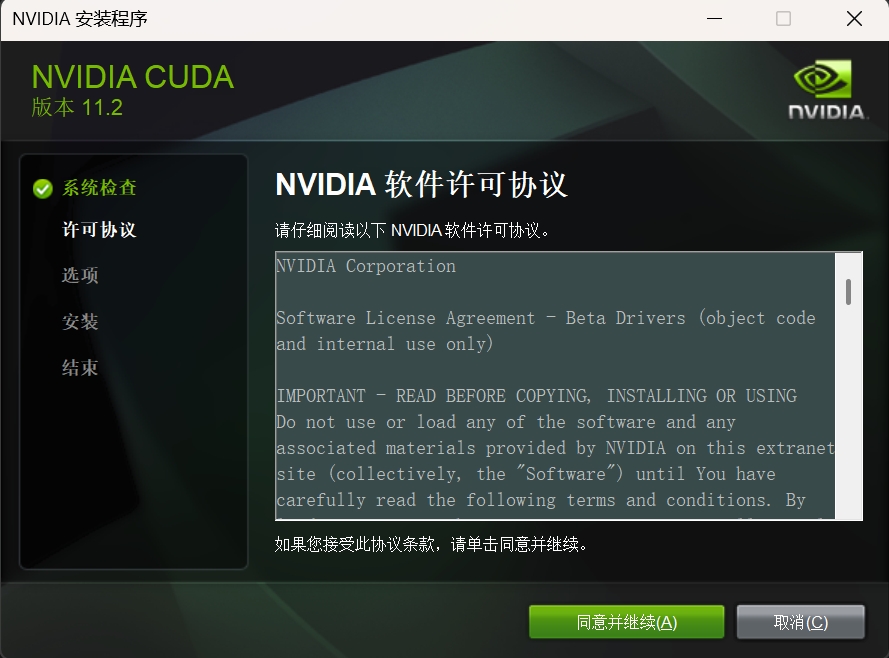 NVIDIA 安装程序
NVIDIA CUDA
版本 11.2
NVIDIA.
系统检查
许可协议
选项
安装
结束
NVIDIA 软件许可协议
请仔细阅读以下 NVIDIA 软件许可协议。
NVIDIA Corporation
Software License Agreement - Beta Drivers (object code
and internal use only)
IMPORTANT - READ BEFORE COPYING, INSTALLING OR USING
Do not use or load any of the software and any
associated materials provided by NVIDIA on this extranet
site (collectively, the "Software") until You have
carefully read the following terms and conditions. By
如果您接受此协议条款，请单击同意并继续。
同意并继续(A)
取消(C)